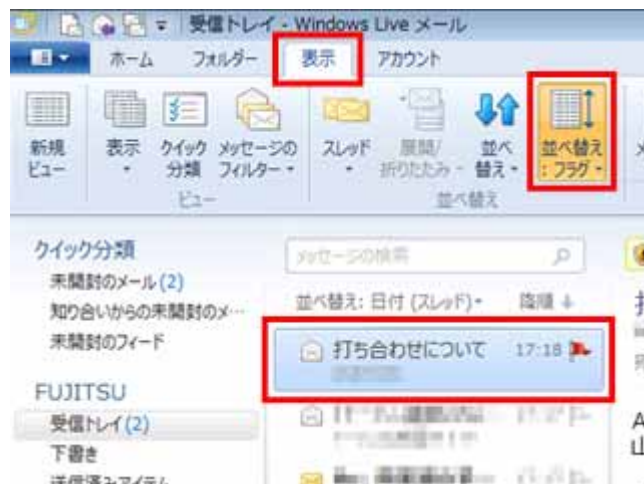 受信トレイ - Windows Live メール
ホーム フォルダー 表示 アカウント
新規 表示 クイック メッセージの スレッド 展開/ 並べ 並べ替え
ビュー 分類 フィルター 折りたたみ 替え : フラグ
ビュー 並べ替え
クイック分類 メッセージの検索
未開封のメール (2)
知り合いからの未開封のメ… 並べ替え: 日付 (スレッド) 降順
未開封のフィード 打ち合わせについて 17:18
FUJITSU
受信トレイ (2)
下書き
送信済みアイテム